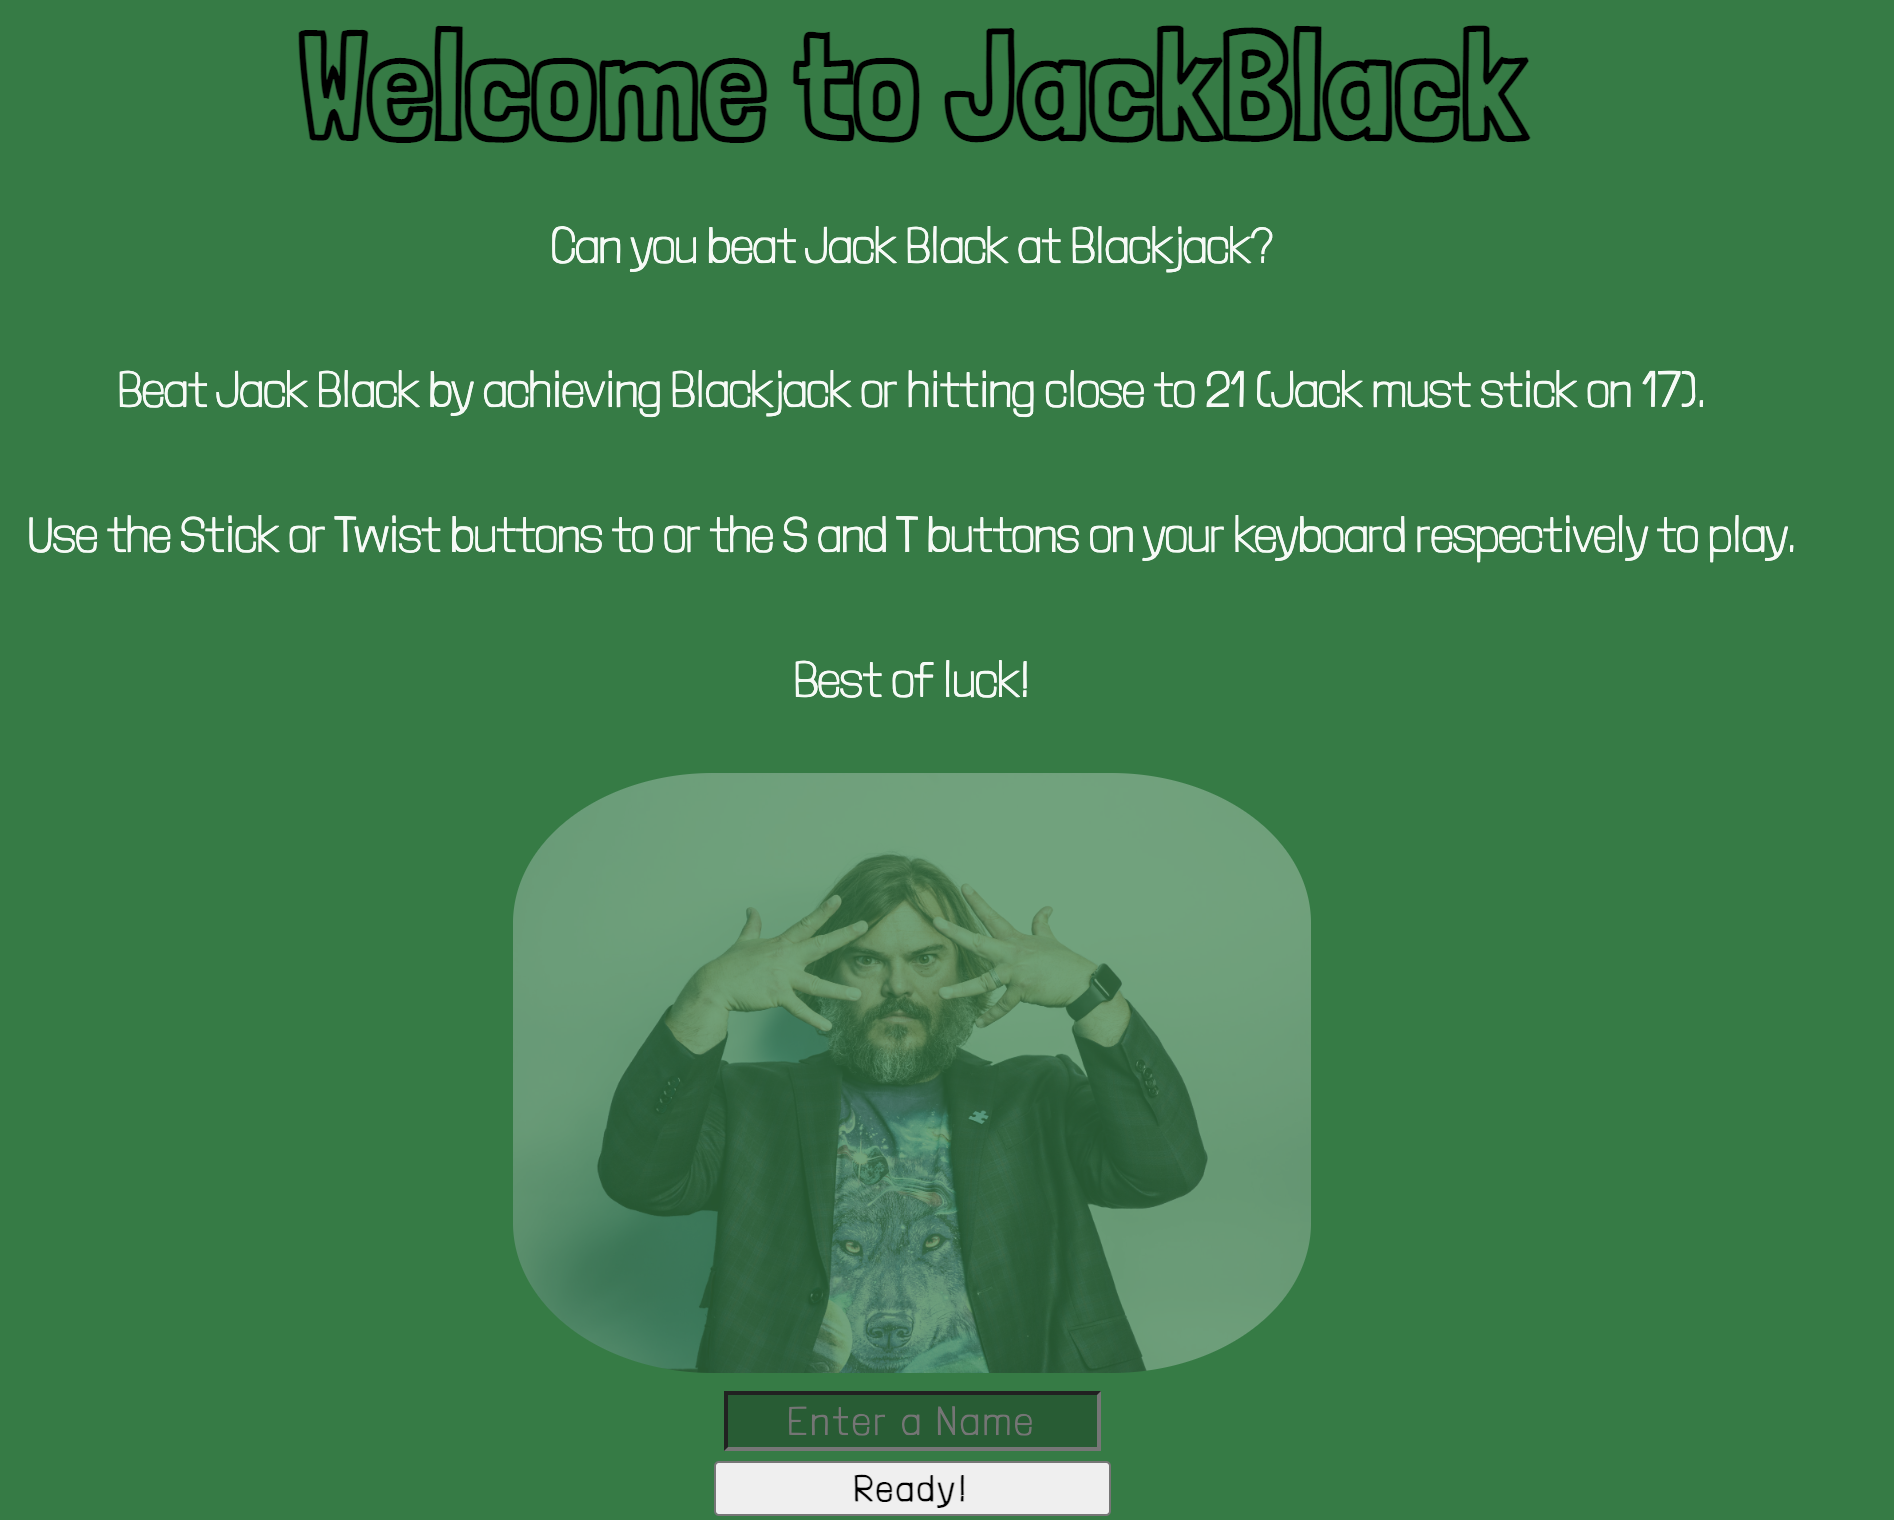 Welcome to JackBlack
Can you beat Jack Black at Blackjack?
Beat Jack Black by achieving Blackjack or hitting close to 21 (Jack must stick on 17).
Use the Stick or Twist buttons to or the S and T buttons on your keyboard respectively to play.
Best of luck!
Enter a Name
Ready!